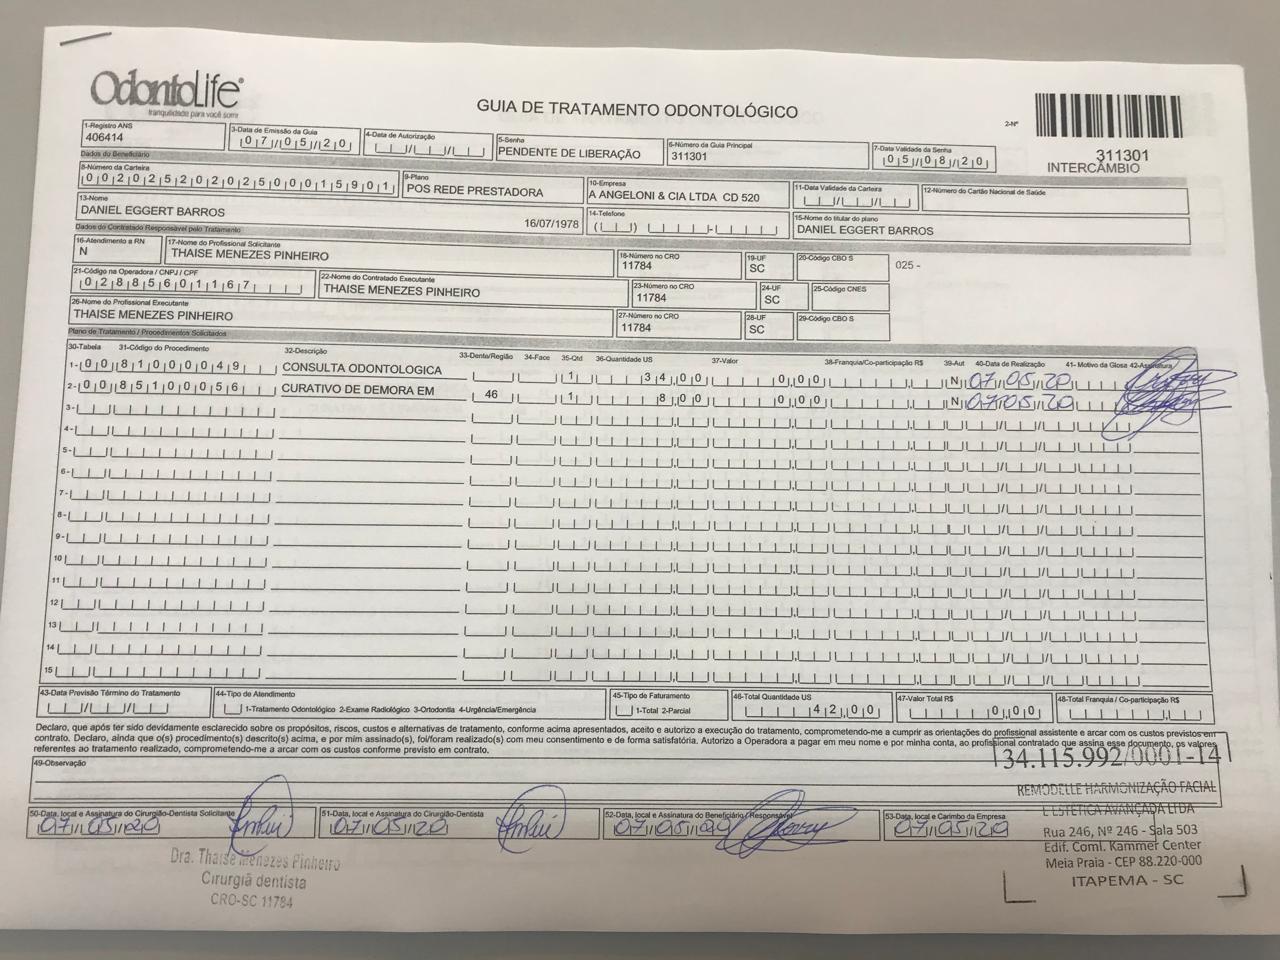 OdontoLife®
tranquilidade para você sorrir
GUIA DE TRATAMENTO ODONTOLÓGICO
2-Nº
311301
INTERCÂMBIO
1-Registro ANS
406414
3-Data de Emissão da Guia
07/05/20
4-Data de Autorização
5-Senha
PENDENTE DE LIBERAÇÃO
6-Número da Guia Principal
311301
7-Data Validade da Senha
05/08/20
Dados do Beneficiário
8-Número da Carteira
00202520202500015901
9-Plano
POS REDE PRESTADORA
10-Empresa
A ANGELONI & CIA LTDA CD 520
11-Data Validade da Carteira
12-Número do Cartão Nacional de Saúde
13-Nome
DANIEL EGGERT BARROS
16/07/1978
14-Telefone
15-Nome do titular do plano
DANIEL EGGERT BARROS
Dados do Contratado Responsável pelo Tratamento
16-Atendimento a RN
N
17-Nome do Profissional Solicitante
THAISE MENEZES PINHEIRO
18-Número no CRO
11784
19-UF
SC
20-Código CBO S
025 -
21-Código na Operadora / CNPJ / CPF
02885601167
22-Nome do Contratado Executante
THAISE MENEZES PINHEIRO
23-Número no CRO
11784
24-UF
SC
25-Código CNES
26-Nome do Profissional Executante
THAISE MENEZES PINHEIRO
27-Número no CRO
11784
28-UF
SC
29-Código CBO S
Plano de Tratamento / Procedimentos Solicitados
30-Tabela 31-Código do Procedimento 32-Descrição 33-Dente/Região 34-Face 35-Qtd 36-Quantidade US 37-Valor 38-Franquia/Co-participação R$ 39-Aut 40-Data de Realização 41- Motivo da Glosa 42-Assinatura
1- 00 81000049 CONSULTA ODONTOLOGICA 1 34,00 0,00 N 07/05/20
2- 00 85100056 CURATIVO DE DEMORA EM 46 1 8,00 0,00 N 07/05/20
3-
4-
5-
6-
7-
8-
9-
10
11
12
13
14
15
43-Data Previsão Término do Tratamento
44-Tipo de Atendimento
1-Tratamento Odontológico 2-Exame Radiológico 3-Ortodontia 4-Urgência/Emergência
45-Tipo de Faturamento
1-Total 2-Parcial
46-Total Quantidade US
42,00
47-Valor Total R$
0,00
48-Total Franquia / Co-participação R$
Declaro, que após ter sido devidamente esclarecido sobre os propósitos, riscos, custos e alternativas de tratamento, conforme acima apresentados, aceito e autorizo a execução do tratamento, comprometendo-me a cumprir as orientações do profissional assistente e arcar com os custos previstos em
contrato. Declaro, ainda que o(s) procedimento(s) descrito(s) acima, e por mim assinado(s), foi/foram realizado(s) com meu consentimento e de forma satisfatória. Autorizo a Operadora a pagar em meu nome e por minha conta, ao profissional contratado que assina esse documento, os valores
referentes ao tratamento realizado, comprometendo-me a arcar com os custos conforme previsto em contrato.
49-Observação
50-Data, local e Assinatura do Cirurgião-Dentista Solicitante
07/05/20
51-Data, local e Assinatura do Cirurgião-Dentista
07/05/20
52-Data, local e Assinatura do Beneficiário / Responsável
07/05/20
53-Data, local e Carimbo da Empresa
07/05/20
Dra. Thaise Menezes Pinheiro
Cirurgiã dentista
CRO-SC 11784
34.115.992/0001-14
REMODELLE HARMONIZAÇÃO FACIAL
E ESTÉTICA AVANÇADA LTDA
Rua 246, Nº 246 - Sala 503
Edif. Coml. Kammer Center
Meia Praia - CEP 88.220-000
ITAPEMA - SC